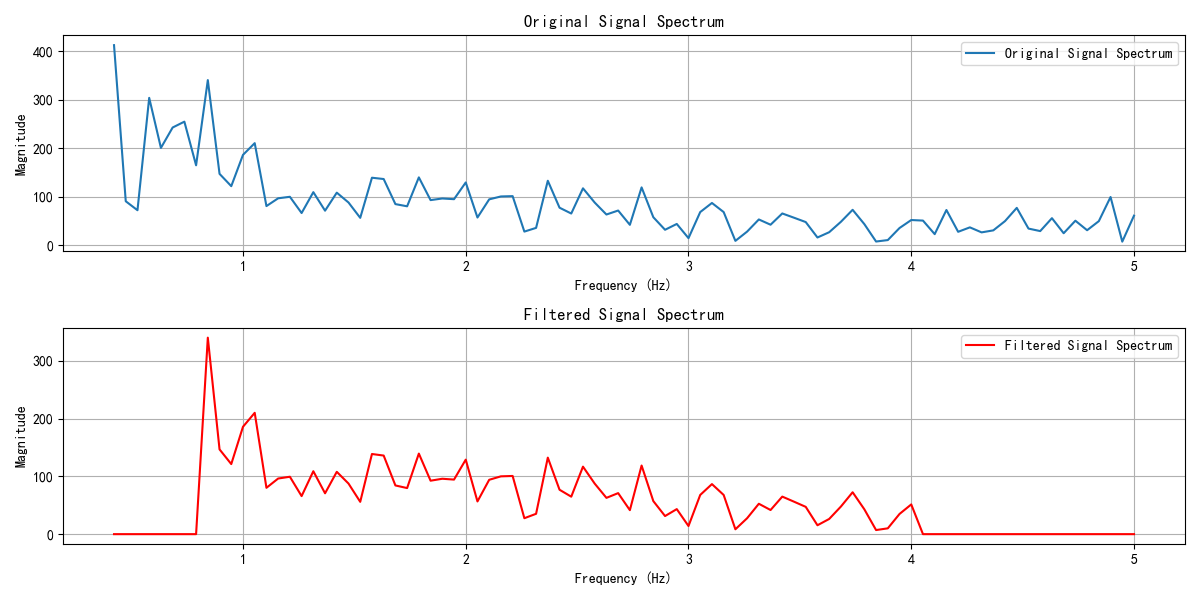 Original Signal Spectrum
Original Signal Spectrum
400
300
200
100
0
Magnitude
1 2 3 4 5
Frequency (Hz)
Filtered Signal Spectrum
Filtered Signal Spectrum
300
200
100
0
Magnitude
1 2 3 4 5
Frequency (Hz)